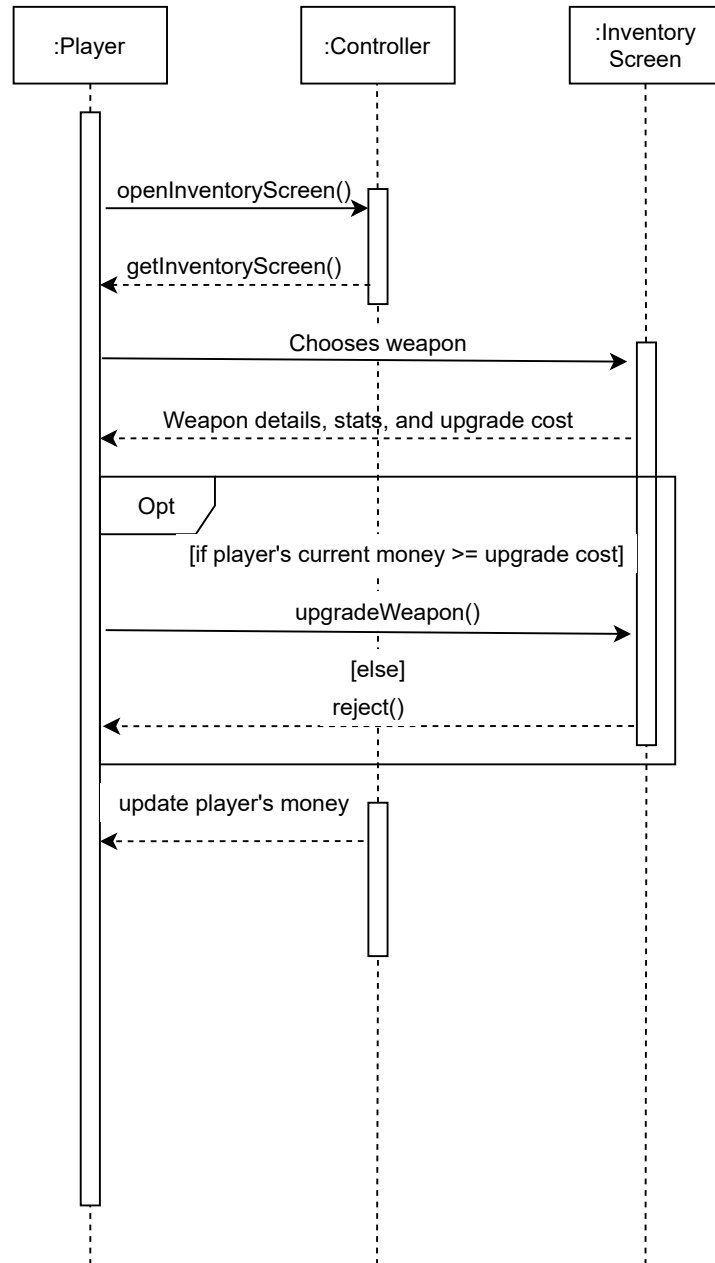 :Player
:Controller
:Inventory
Screen
openInventoryScreen()
getInventoryScreen()
Chooses weapon
Weapon details, stats, and upgrade cost
Opt
[if player's current money >= upgrade cost]
upgradeWeapon()
[else]
reject()
update player's money